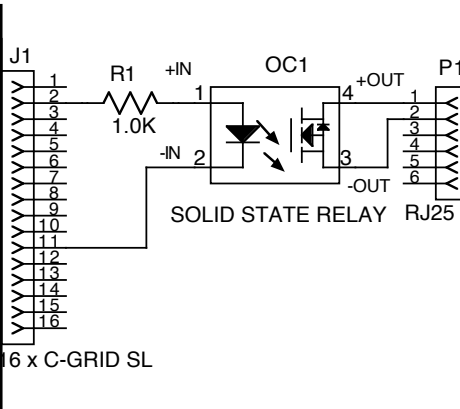 J1
R1
+IN
OC1
+OUT
P1
1
2
3
4
5
6
7
8
9
10
11
12
13
14
15
16
1.0K
-IN
1
2
4
3
-OUT
1
2
3
4
5
6
SOLID STATE RELAY
RJ25
16 x C-GRID SL